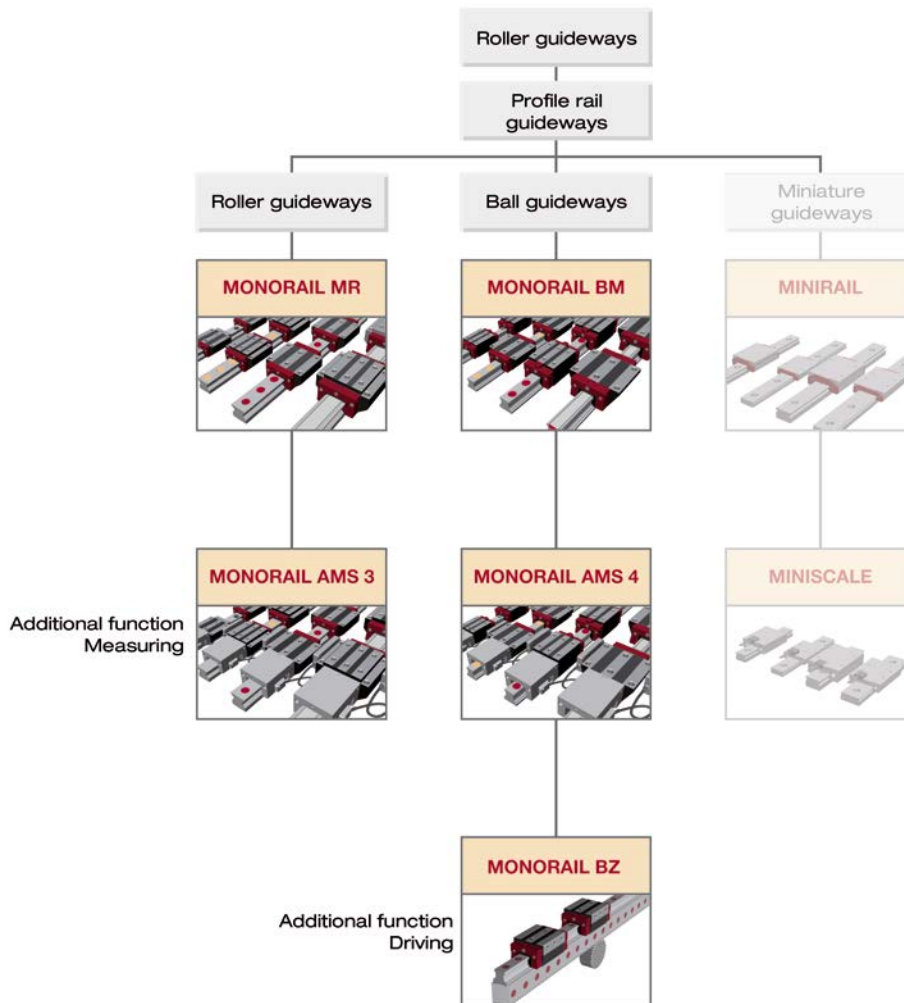 Roller guideways
Profile rail
guideways
Roller guideways
Ball guideways
Miniature
guideways
MONORAIL MR
MONORAIL BM
MINIRAIL
MONORAIL AMS 3
MONORAIL AMS 4
MINISCALE
Additional function
Measuring
MONORAIL BZ
Additional function
Driving